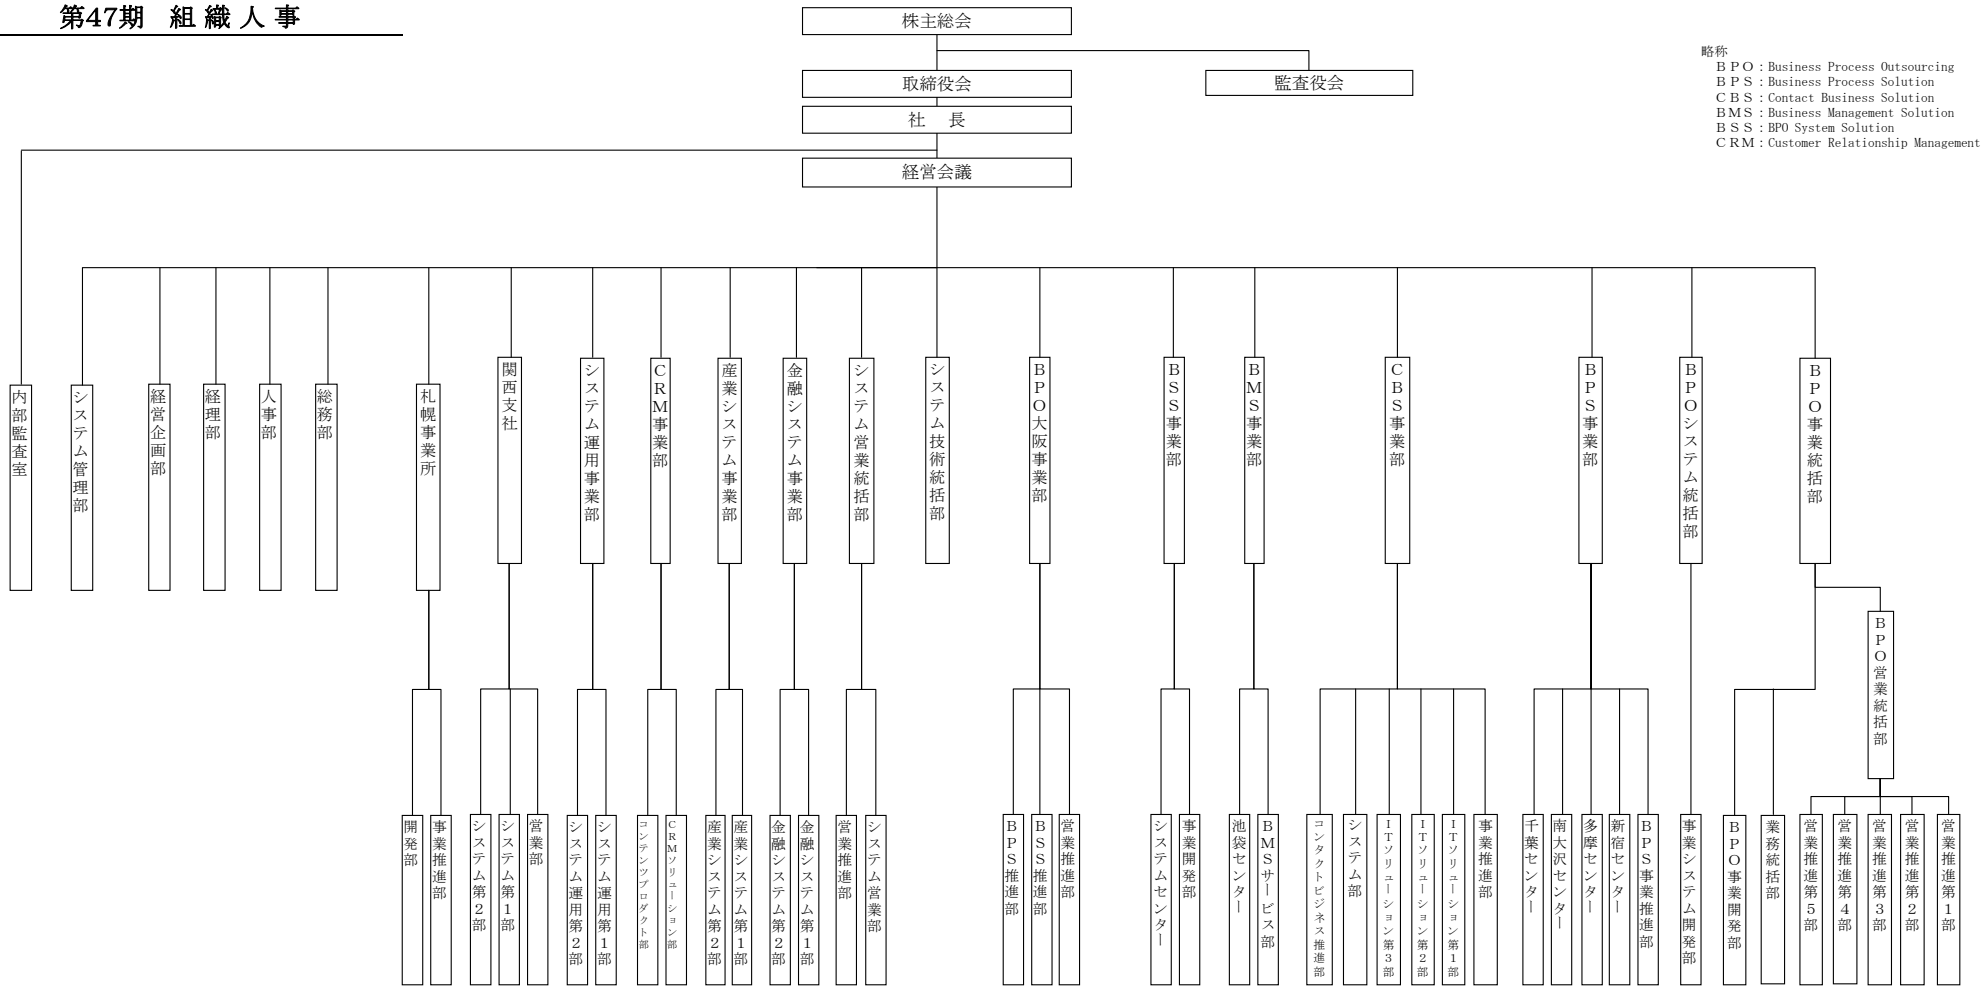 第47期 組 織 人 事
株主総会
略称
ＢＰＯ：Business Process Outsourcing
ＢＰＳ：Business Process Solution
ＣＢＳ：Contact Business Solution
ＢＭＳ：Business Management Solution
ＢＳＳ：BPO System Solution
ＣＲＭ：Customer Relationship Management
取締役会
監査役会
社 長
経営会議
内部監査室
システム管理部
経営企画部
経理部
人事部
総務部
札幌事業所
関西支社
システム運用事業部
ＣＲＭ事業部
産業システム事業部
金融システム事業部
システム営業統括部
システム技術統括部
ＢＰＯ大阪事業部
ＢＳＳ事業部
ＢＭＳ事業部
ＣＢＳ事業部
ＢＰＳ事業部
ＢＰＯシステム統括部
ＢＰＯ事業統括部
ＢＰＯ営業統括部
開発部
事業推進部
システム第２部
システム第１部
営業部
システム運用第２部
システム運用第１部
コンテンツプロダクト部
ＣＲＭソリューション部
産業システム第２部
産業システム第１部
金融システム第２部
金融システム第１部
営業推進部
システム営業部
ＢＰＳ推進部
ＢＳＳ推進部
営業推進部
システムセンター
事業開発部
池袋センター
ＢＭＳサービス部
コンタクトビジネス推進部
システム部
ＩＴソリューション第３部
ＩＴソリューション第２部
ＩＴソリューション第１部
事業推進部
千葉センター
南大沢センター
多摩センター
新宿センター
ＢＰＳ事業推進部
事業システム開発部
ＢＰＯ事業開発部
業務統括部
営業推進第５部
営業推進第４部
営業推進第３部
営業推進第２部
営業推進第１部